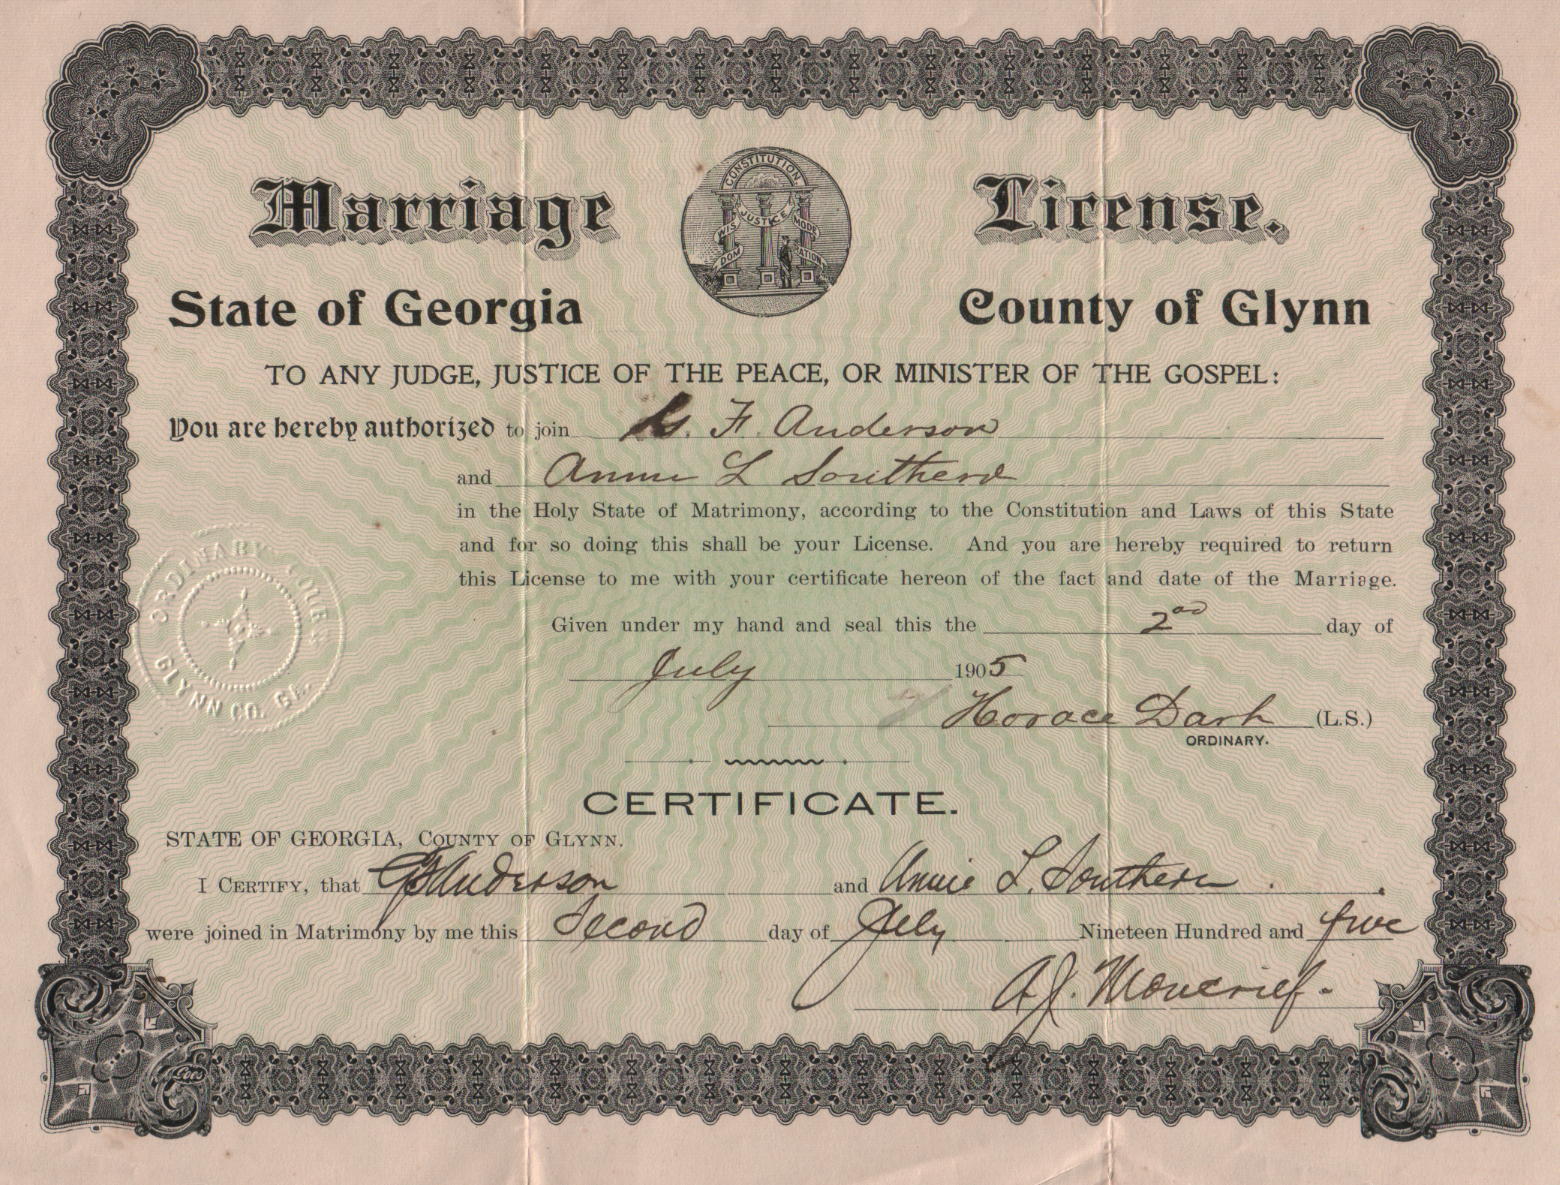 Marriage License.
CONSTITUTION
JUSTICE
WIS DOM
MODE ATION
State of Georgia County of Glynn
TO ANY JUDGE, JUSTICE OF THE PEACE, OR MINISTER OF THE GOSPEL:
You are hereby authorized to join G. F. Anderson
and Annie L Southerd
in the Holy State of Matrimony, according to the Constitution and Laws of this State
and for so doing this shall be your License. And you are hereby required to return
this License to me with your certificate hereon of the fact and date of the Marriage.
Given under my hand and seal this the 2nd day of
July 1905
Horace Dart (L.S.)
ORDINARY.
ORDINARY COURT
GLYNN CO. GA.
CERTIFICATE.
STATE OF GEORGIA, COUNTY OF GLYNN.
I CERTIFY, that GF Anderson and Annie L. Southern
were joined in Matrimony by me this Second day of July Nineteen Hundred and five
A.J. Moncrief.